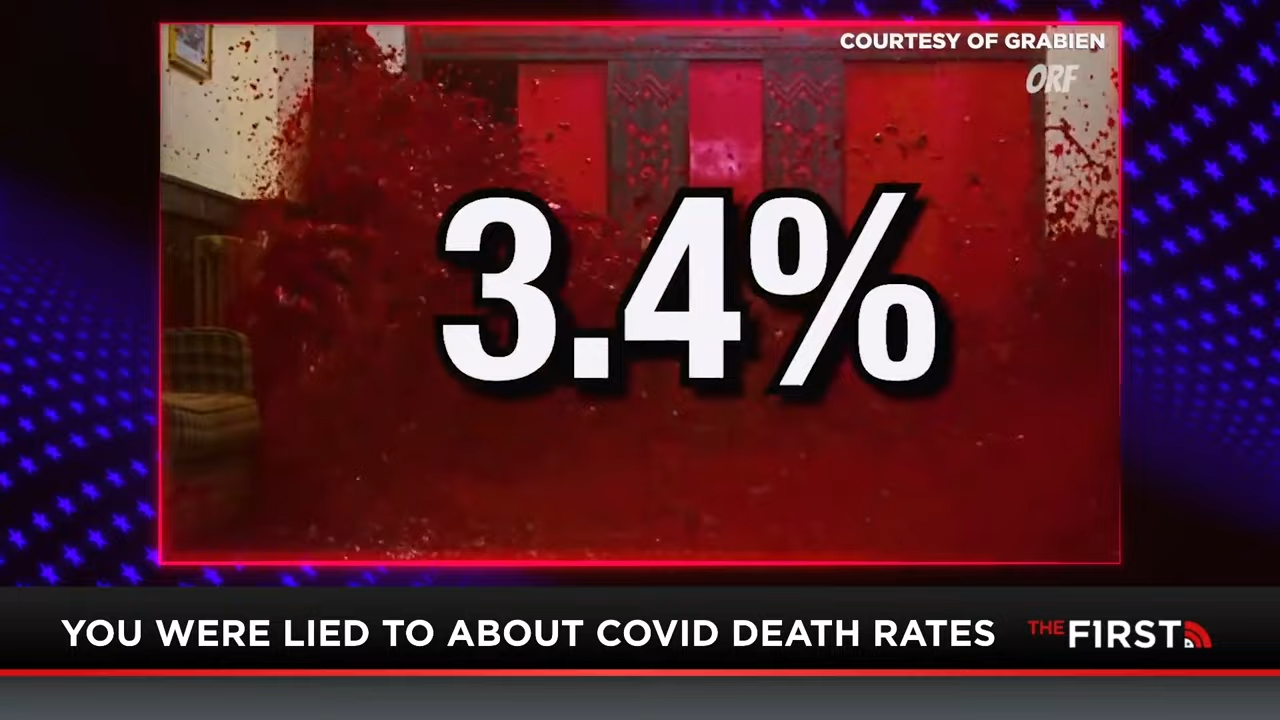 COURTESY OF GRABIEN
ORF
3.4%
YOU WERE LIED TO ABOUT COVID DEATH RATES
THE FIRST